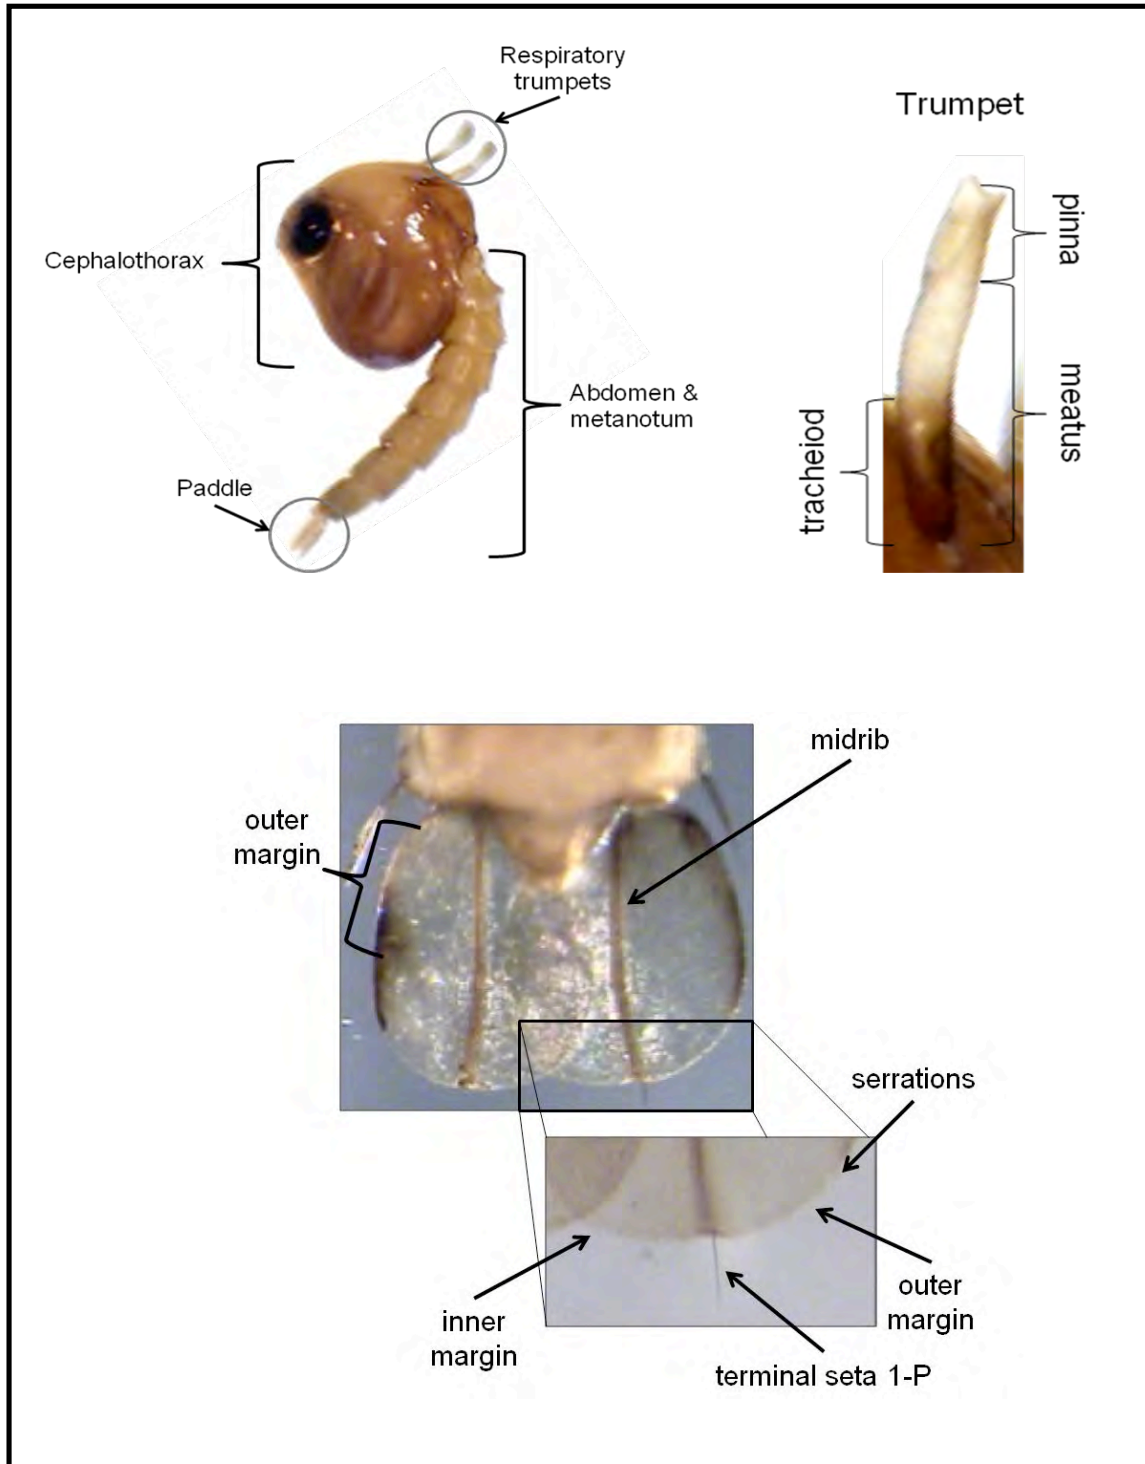 Respiratory
trumpets
Trumpet
pinna
Cephalothorax
meatus
Abdomen &
metanotum
tracheiod
Paddle
midrib
outer
margin
serrations
outer
margin
inner
margin
terminal seta 1-P